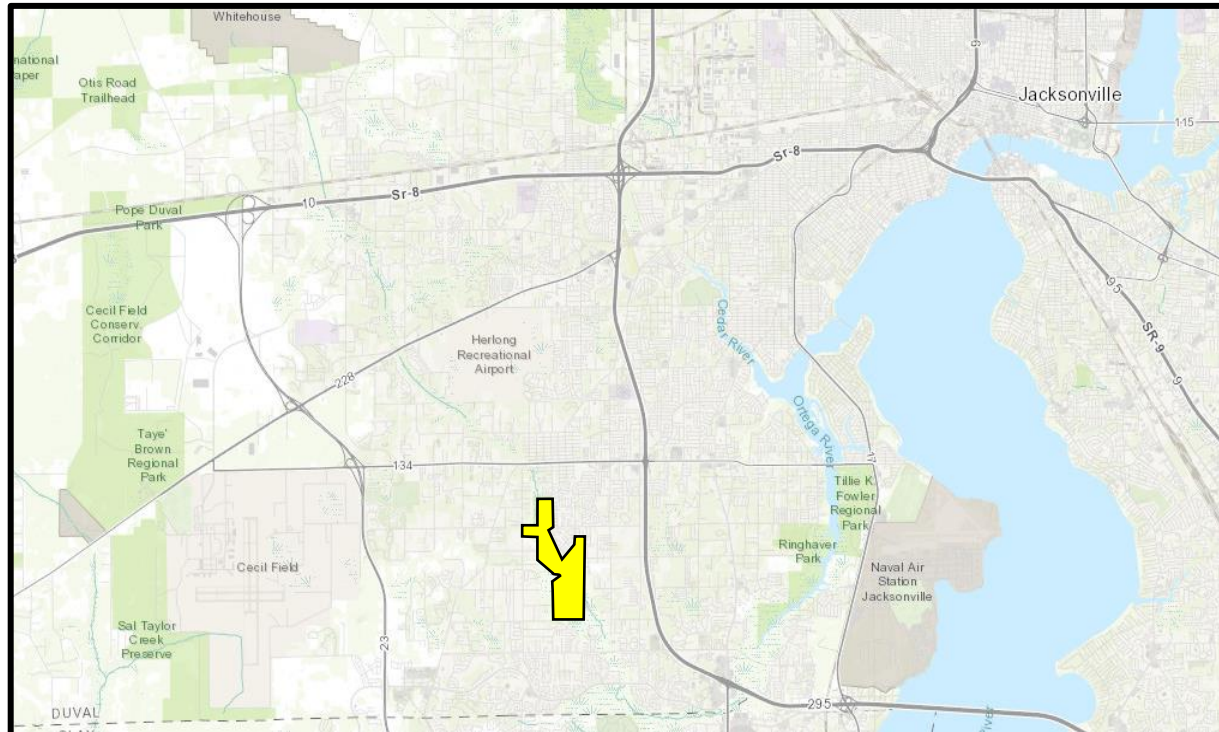 Whitehouse
national
aper
Otis Road
Trailhead
9
Jacksonville
115
Sr-8
Sr-8
10
Pope Duval
Park
Cecil Field
Conserv.
Corridor
Herlong
Recreational
Airport
Cedar River
95
SR-9
9
228
Ortega River
Taye'
Brown
Regional
Park
134
17
Tillie K.
Fowler
Regional
Park
Ringhaver
Park
Cecil Field
Naval Air
Station
Jacksonville
Sal Taylor
Creek
Preserve
23
295
DUVAL
River